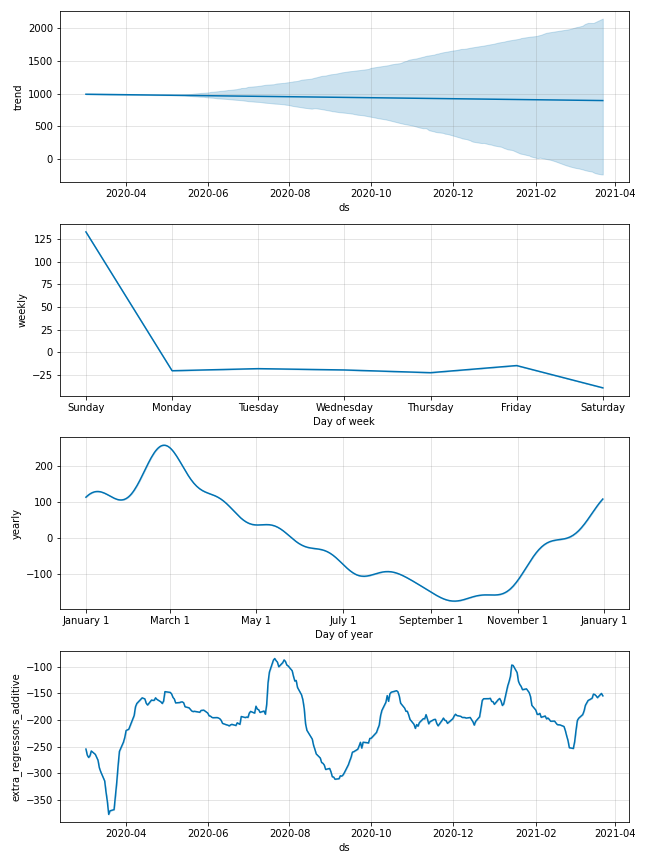 2000
1500
1000
500
0
trend
2020-04 2020-06 2020-08 2020-10 2020-12 2021-02 2021-04
ds
125
100
75
50
25
0
−25
weekly
Sunday Monday Tuesday Wednesday Thursday Friday Saturday
Day of week
200
100
0
−100
yearly
January 1 March 1 May 1 July 1 September 1 November 1 January 1
Day of year
−100
−150
−200
−250
−300
−350
extra_regressors_additive
2020-04 2020-06 2020-08 2020-10 2020-12 2021-02 2021-04
ds